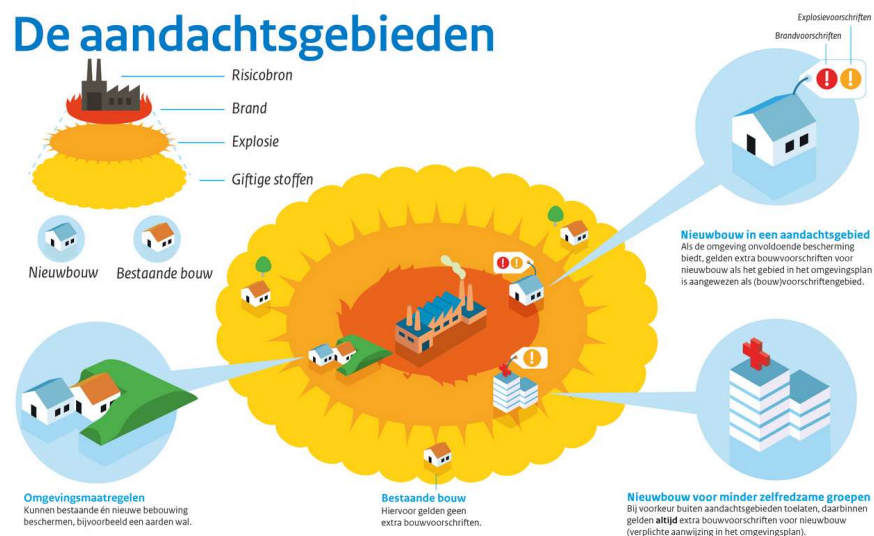 De aandachtsgebieden
Risicobron
Brand
Explosie
Giftige stoffen
Nieuwbouw
Bestaande bouw
Explosievoorschriften
Brandvoorschriften
Nieuwbouw in een aandachtsgebied
Als de omgeving onvoldoende bescherming
biedt, gelden extra bouwvoorschriften voor
nieuwbouw als het gebied in het omgevingsplan
is aangewezen als (bouw)voorschriftengebied.
Omgevingsmaatregelen
Kunnen bestaande én nieuwe bebouwing
beschermen, bijvoorbeeld een aarden wal.
Bestaande bouw
Hiervoor gelden geen
extra bouwvoorschriften.
Nieuwbouw voor minder zelfredzame groepen
Bij voorkeur buiten aandachtsgebieden toelaten, daarbinnen
gelden altijd extra bouwvoorschriften voor nieuwbouw
(verplichte aanwijzing in het omgevingsplan).